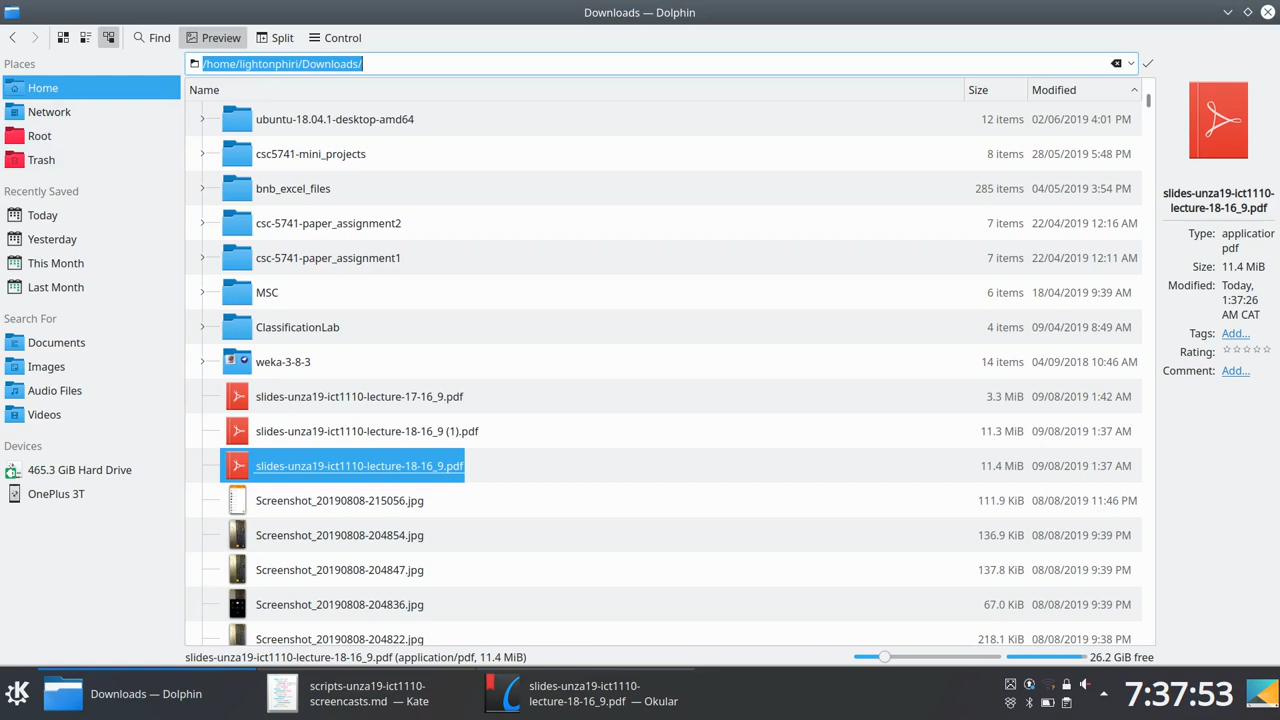 Downloads — Dolphin
Find
Preview
Split
Control
Places
Home
Network
Root
Trash
Recently Saved
Today
Yesterday
This Month
Last Month
Search For
Documents
Images
Audio Files
Videos
Devices
465.3 GiB Hard Drive
OnePlus 3T
/home/lightonphiri/Downloads/
Name Size Modified
ubuntu-18.04.1-desktop-amd64 12 items 02/06/2019 4:01 PM
csc5741-mini_projects 8 items 28/05/2019 5:48 PM
bnb_excel_files 285 items 04/05/2019 3:54 PM
csc-5741-paper_assignment2 7 items 22/04/2019 12:16 AM
csc-5741-paper_assignment1 7 items 22/04/2019 12:11 AM
MSC 6 items 18/04/2019 9:39 AM
ClassificationLab 4 items 09/04/2019 8:49 AM
weka-3-8-3 14 items 04/09/2018 10:46 AM
slides-unza19-ict1110-lecture-17-16_9.pdf 3.3 MiB 09/08/2019 1:42 AM
slides-unza19-ict1110-lecture-18-16_9 (1).pdf 11.3 MiB 09/08/2019 1:37 AM
slides-unza19-ict1110-lecture-18-16_9.pdf 11.4 MiB 09/08/2019 1:37 AM
Screenshot_20190808-215056.jpg 111.9 KiB 08/08/2019 11:46 PM
Screenshot_20190808-204854.jpg 136.9 KiB 08/08/2019 9:39 PM
Screenshot_20190808-204847.jpg 137.8 KiB 08/08/2019 9:39 PM
Screenshot_20190808-204836.jpg 67.0 KiB 08/08/2019 9:39 PM
Screenshot_20190808-204822.jpg 218.1 KiB 08/08/2019 9:38 PM
slides-unza19-ict1110-lecture-18-16_9.pdf (application/pdf, 11.4 MiB)
26.2 GiB free
slides-unza19-ict1110-
lecture-18-16_9.pdf
Type: application
pdf
Size: 11.4 MiB
Modified: Today,
1:37:26
AM CAT
Tags: Add...
Rating:
Comment: Add...
Downloads — Dolphin
scripts-unza19-ict1110-
screencasts.md — Kate
slides-unza19-ict1110-
lecture-18-16_9.pdf — Okular
7:37:53